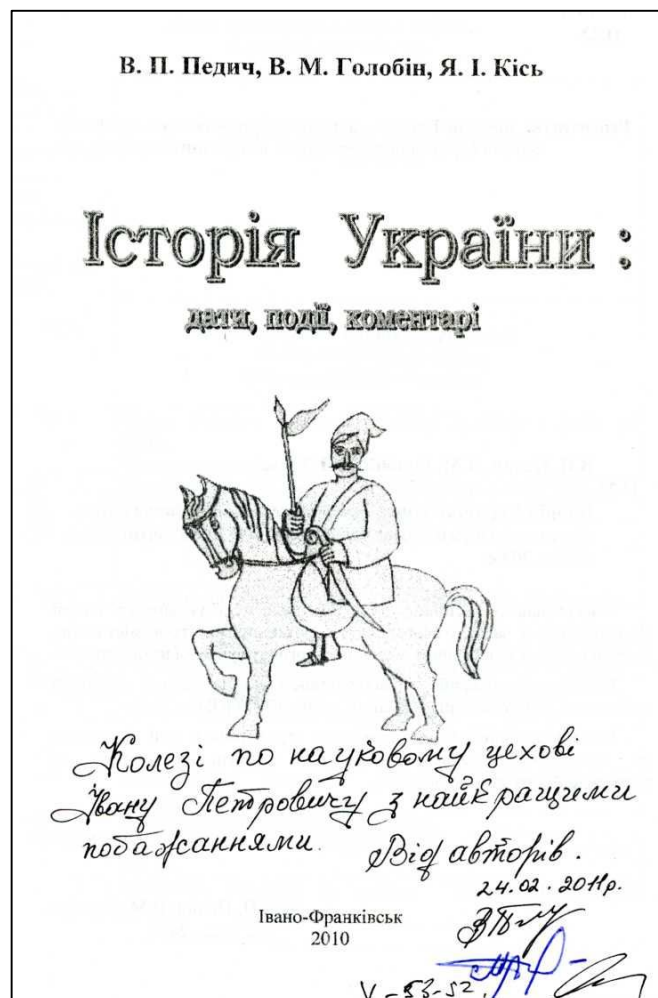 В. П. Педич, В. М. Голобін, Я. І. Кісь
Історія України :
дати, події, коментарі
Колезі по науковому цехові
Івану Петровичу з найкращими
побажаннями. Від авторів.
24.02.2011р.
Івано-Франківськ
2010